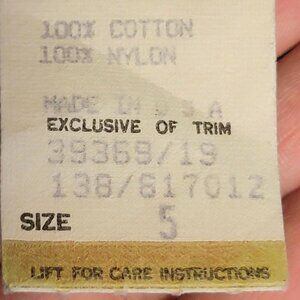 100% COTTON
100% NYLON
MADE IN U S A
EXCLUSIVE OF TRIM
39369/19
138/617012
SIZE 5
LIFT FOR CARE INSTRUCTIONS